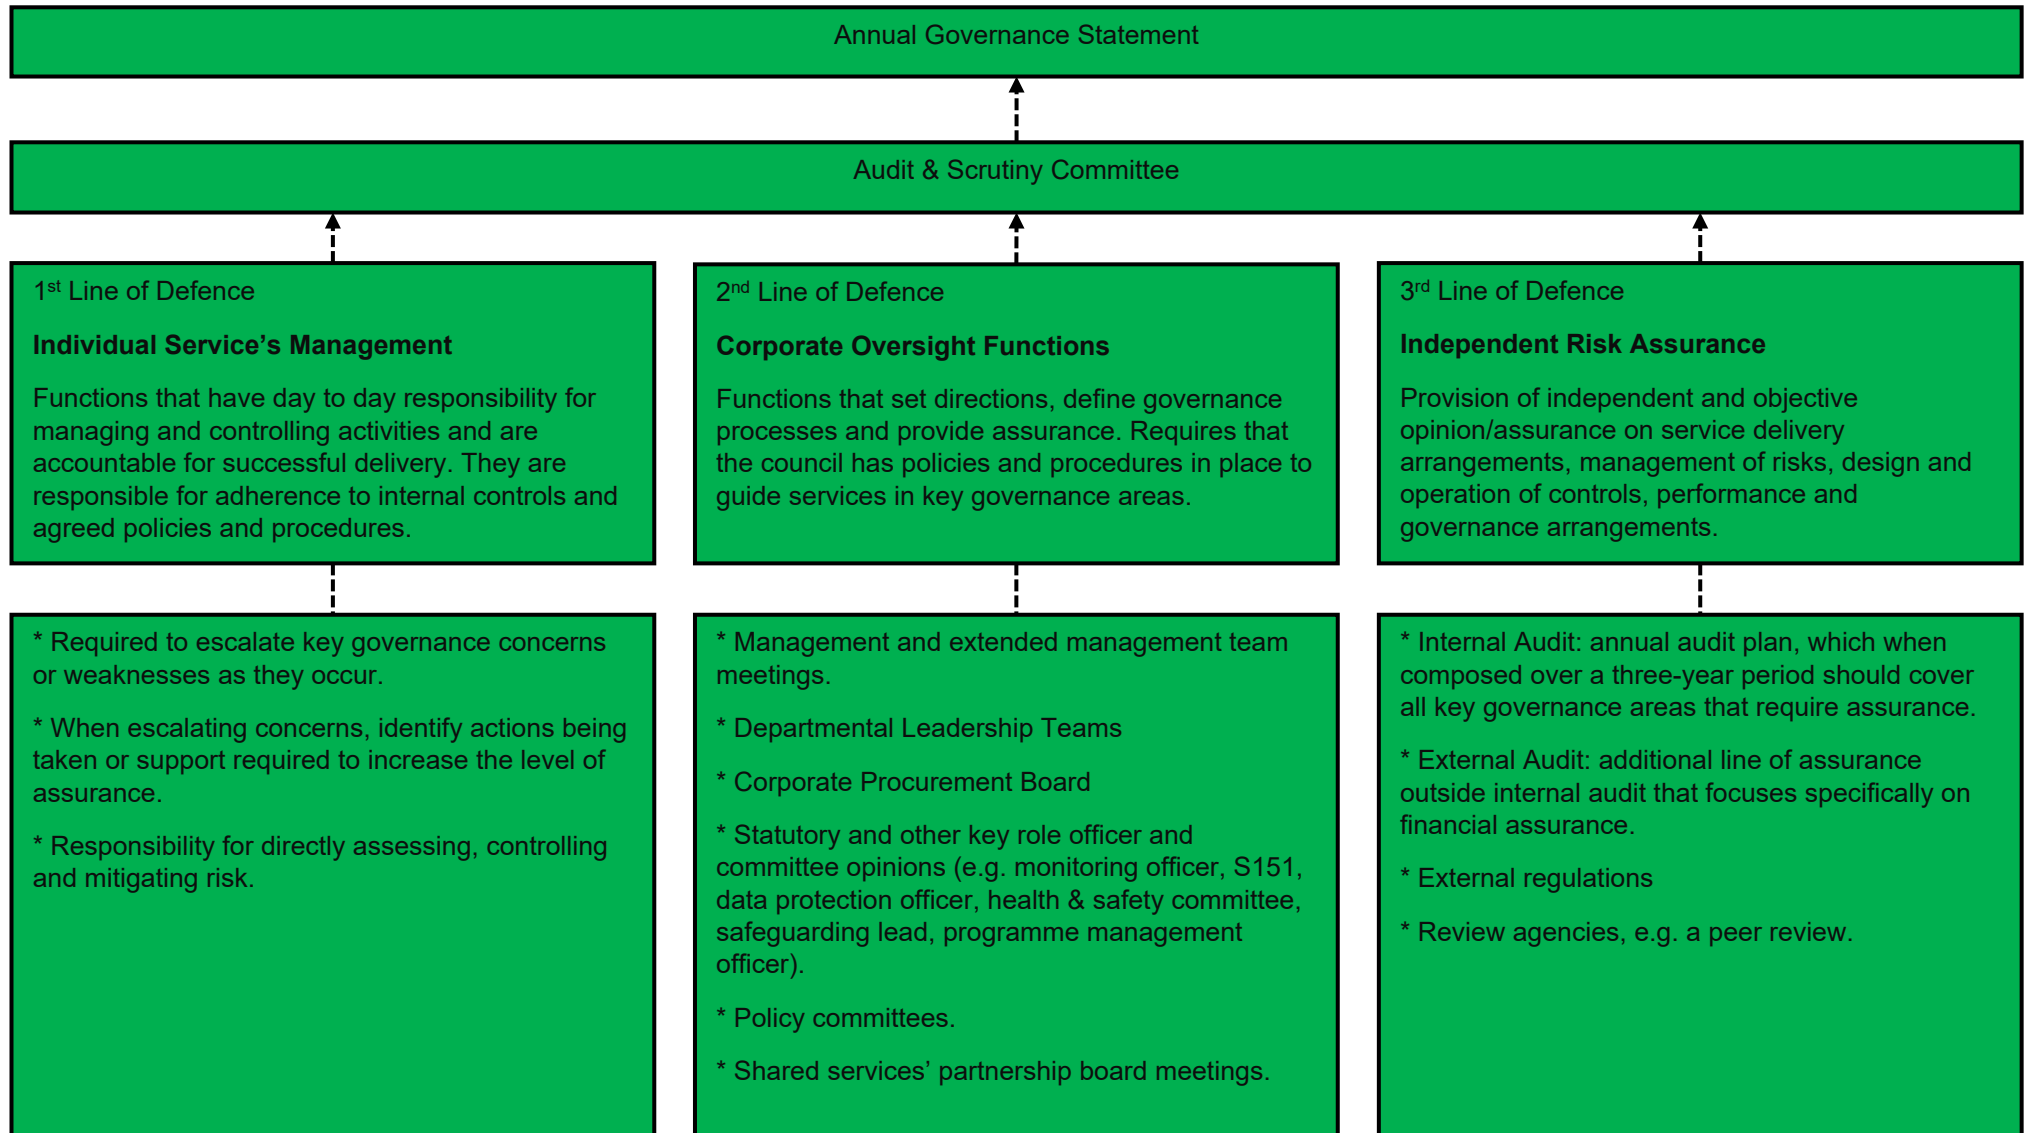 Annual Governance Statement
Audit & Scrutiny Committee
1st Line of Defence
Individual Service’s Management
Functions that have day to day responsibility for
managing and controlling activities and are
accountable for successful delivery. They are
responsible for adherence to internal controls and
agreed policies and procedures.
* Required to escalate key governance concerns
or weaknesses as they occur.
* When escalating concerns, identify actions being
taken or support required to increase the level of
assurance.
* Responsibility for directly assessing, controlling
and mitigating risk.
2nd Line of Defence
Corporate Oversight Functions
Functions that set directions, define governance
processes and provide assurance. Requires that
the council has policies and procedures in place to
guide services in key governance areas.
* Management and extended management team
meetings.
* Departmental Leadership Teams
* Corporate Procurement Board
* Statutory and other key role officer and
committee opinions (e.g. monitoring officer, S151,
data protection officer, health & safety committee,
safeguarding lead, programme management
officer).
* Policy committees.
* Shared services’ partnership board meetings.
3rd Line of Defence
Independent Risk Assurance
Provision of independent and objective
opinion/assurance on service delivery
arrangements, management of risks, design and
operation of controls, performance and
governance arrangements.
* Internal Audit: annual audit plan, which when
composed over a three-year period should cover
all key governance areas that require assurance.
* External Audit: additional line of assurance
outside internal audit that focuses specifically on
financial assurance.
* External regulations
* Review agencies, e.g. a peer review.